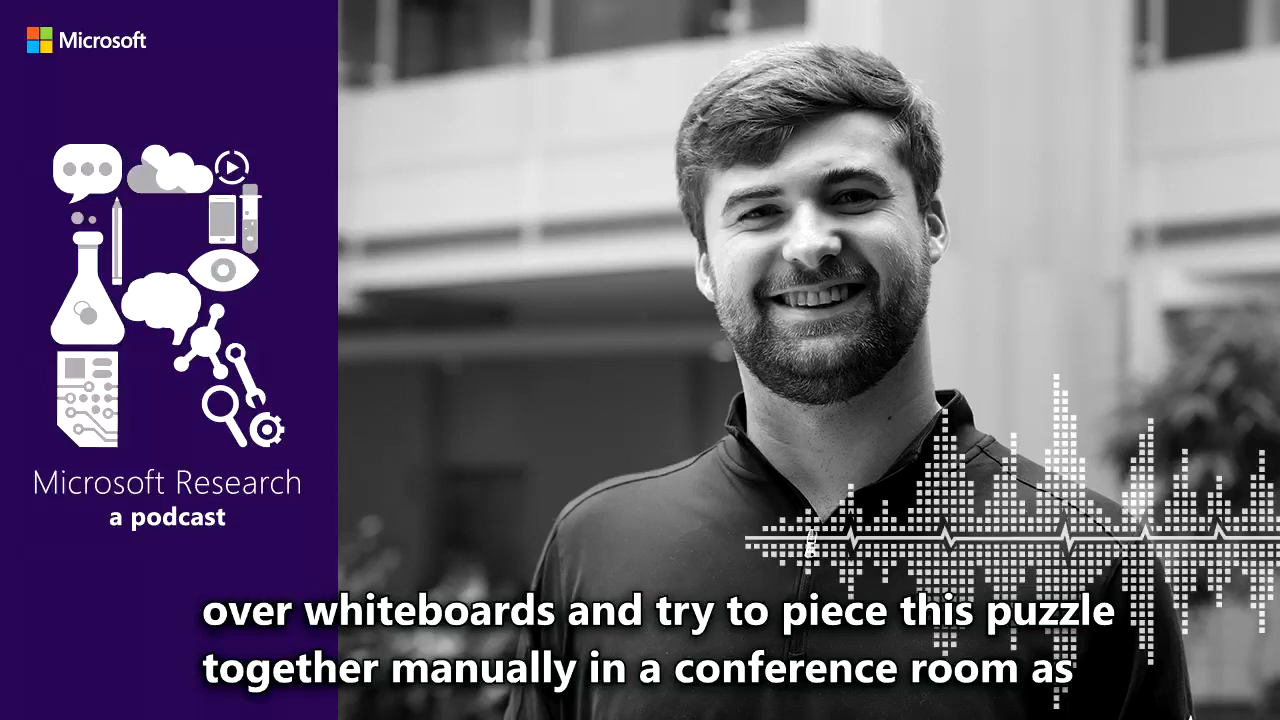 Microsoft
Microsoft Research
a podcast
over whiteboards and try to piece this puzzle
together manually in a conference room as